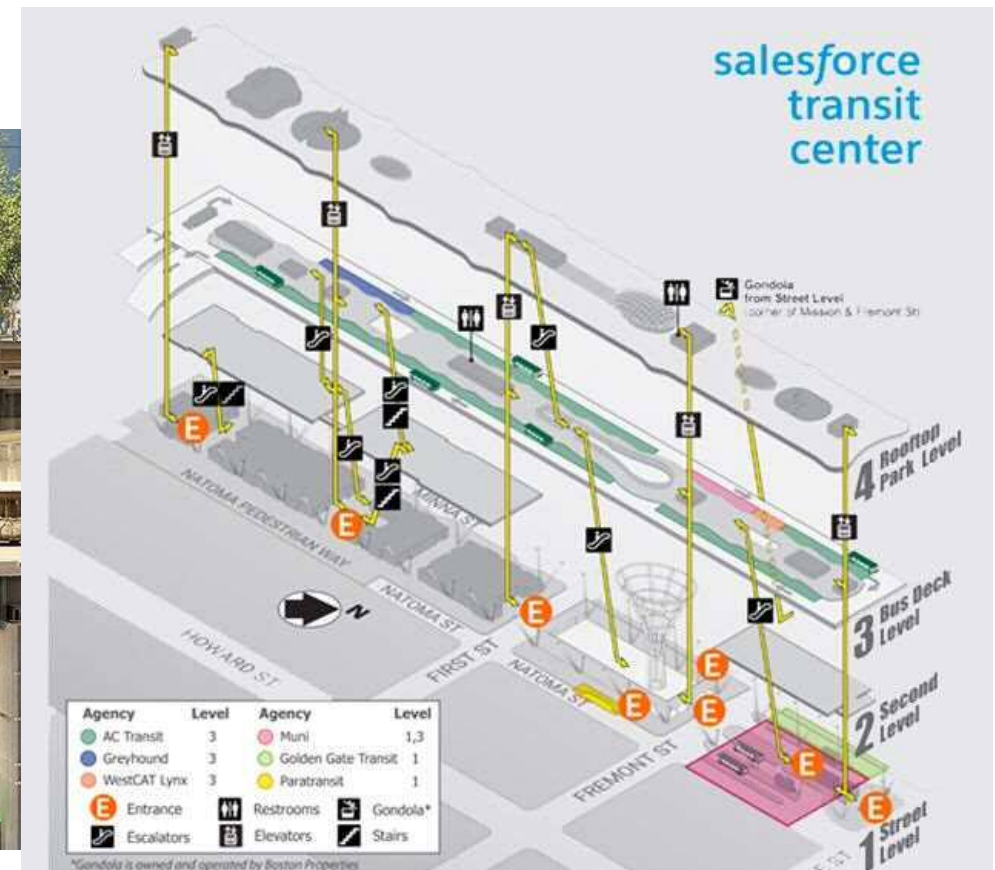 salesforce
transit
center
Gondola
from Street Level
(corner of Mission & Fremont St)
4 Rooftop
Park Level
3 Bus Deck
Level
2 Second
Level
1 Street
Level
MINNA ST
NATOMA PEDESTRIAN WAY
N
NATOMA ST
HOWARD ST
FIRST ST
NATOMA ST
FREMONT ST
E
E
E
E
E
E
E
E
Agency Level Agency Level
AC Transit 3 Muni 1,3
Greyhound 3 Golden Gate Transit 1
WestCAT Lynx 3 Paratransit 1
E Entrance Restrooms Gondola*
Escalators Elevators Stairs
*Gondola is owned and operated by Boston Properties